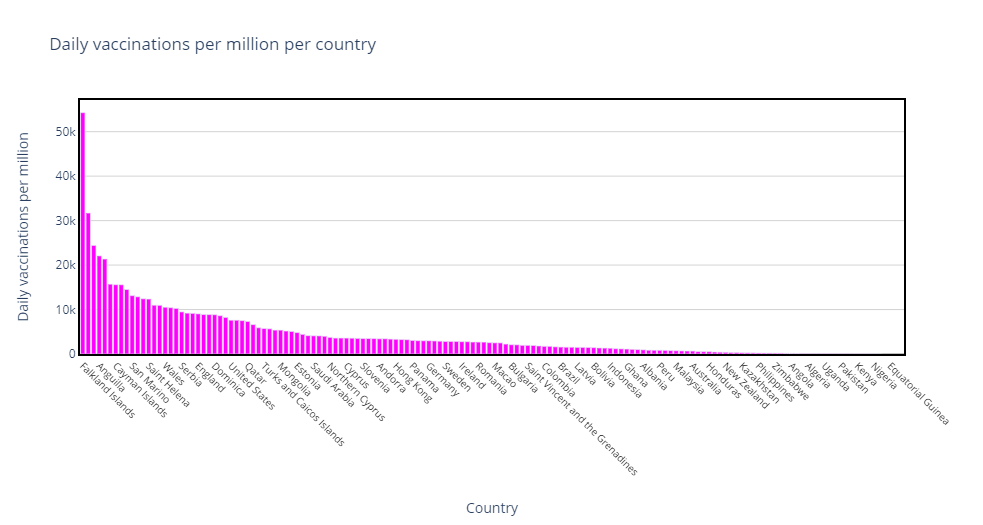 Daily vaccinations per million per country
Daily vaccinations per million
50k
40k
30k
20k
10k
0
Falkland Islands
Anguilla
Cayman Islands
San Marino
Saint Helena
Wales
Serbia
England
Dominica
United States
Qatar
Turks and Caicos Islands
Mongolia
Estonia
Saudi Arabia
Northern Cyprus
Cyprus
Slovenia
Andorra
Hong Kong
Panama
Germany
Sweden
Ireland
Romania
Macao
Bulgaria
Saint Vincent and the Grenadines
Colombia
Brazil
Latvia
Bolivia
Indonesia
Ghana
Albania
Peru
Malaysia
Australia
Honduras
New Zealand
Kazakhstan
Philippines
Zimbabwe
Angola
Algeria
Uganda
Pakistan
Kenya
Nigeria
Equatorial Guinea
Country